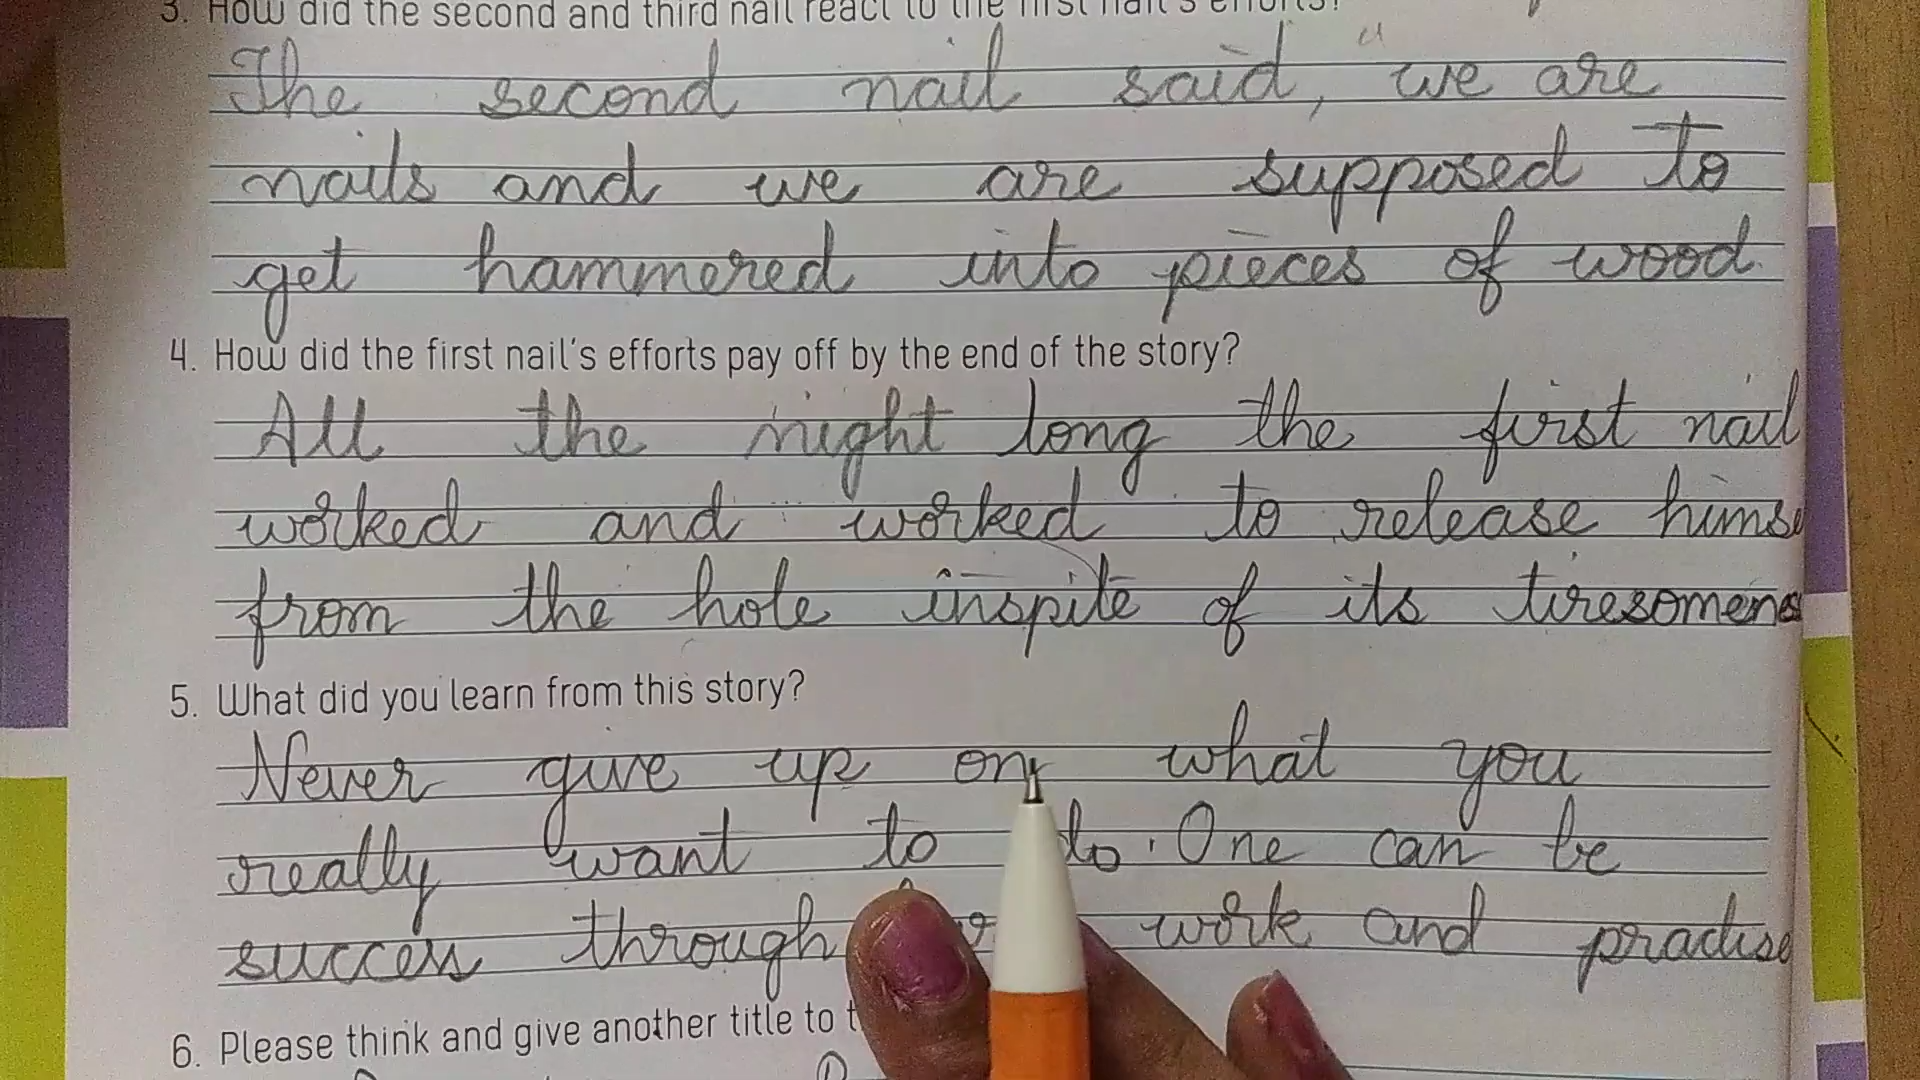 3. How did the second and third nail react to the first nail's efforts?
The second nail said, "we are
nails and we are supposed to
get hammered into pieces of wood.
4. How did the first nail's efforts pay off by the end of the story?
All the night long the first nail
worked and worked to release himse
from the hole inspite of its tiresomenes
5. What did you learn from this story?
Never give up on what you
really want to do. One can be
success through work and practise
6. Please think and give another title to t